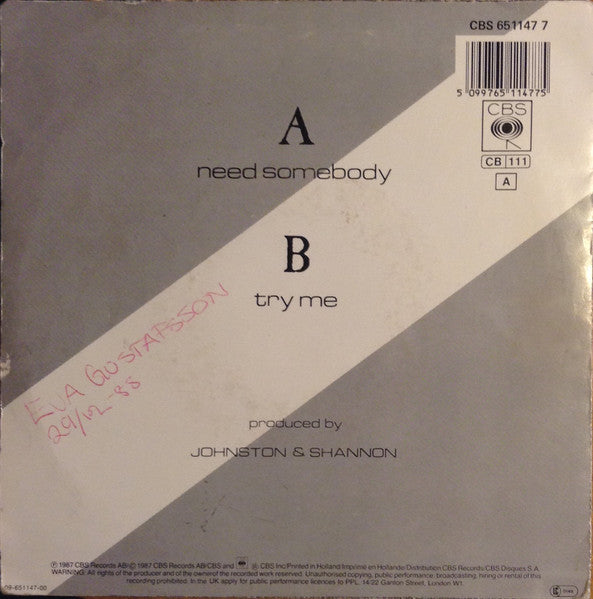 CBS 651147 7
5 099765 114775
CBS
CB 111
A
A
need somebody
B
try me
EVA GUSTAFSSON
29/12-88
produced by
JOHNSTON & SHANNON
℗ 1987 CBS Records AB/© 1987 CBS Records AB/CBS and ® CBS Inc/Printed in Holland/Imprimé en Hollande/Distribution CBS Records/CBS Disques S.A.
WARNING: All rights of the producer and of the owner of the recorded work reserved. Unauthorised copying, public performance, broadcasting, hiring or rental of this
recording prohibited. In the UK apply for public performance licences to PPL, 14/22 Ganton Street, London W1.
09-651147-00